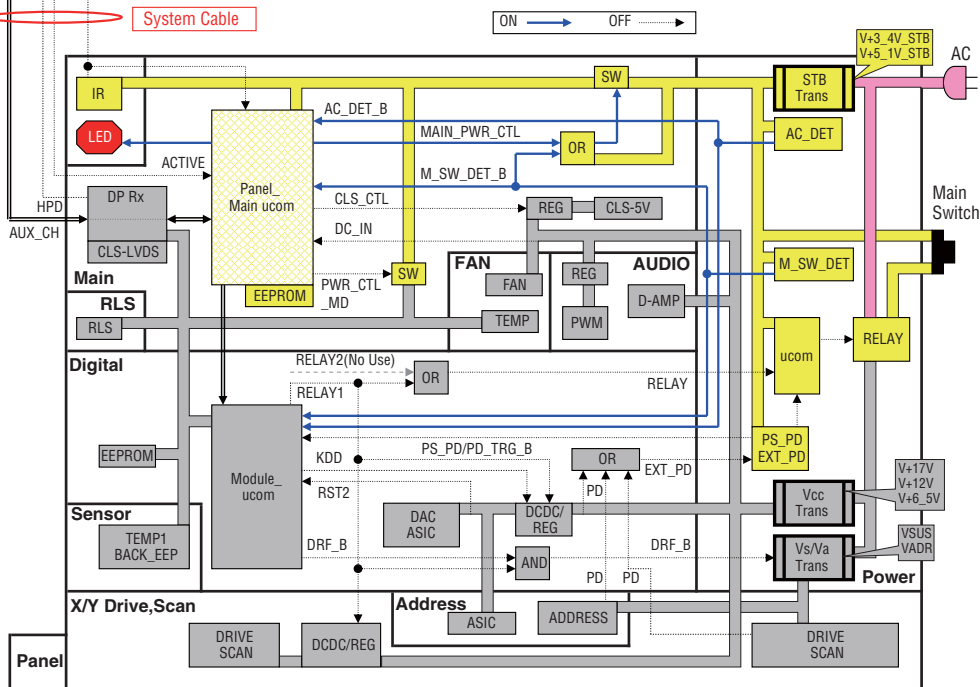 System Cable
ON
OFF
V+3_4V_STB
V+5_1V_STB
AC
IR
SW
STB
Trans
LED
AC_DET_B
MAIN_PWR_CTL
OR
AC_DET
ACTIVE
Panel_
Main ucom
M_SW_DET_B
Main
Switch
DP Rx
CLS_CTL
REG
CLS-5V
HPD
AUX_CH
DC_IN
CLS-LVDS
FAN
AUDIO
M_SW_DET
Main
SW
REG
FAN
EEPROM
PWR_CTL
_MD
D-AMP
RLS
RLS
TEMP
PWM
ucom
RELAY
Digital
RELAY2(No Use)
OR
RELAY
RELAY1
PS_PD
EXT_PD
EEPROM
KDD
PS_PD/PD_TRG_B
OR
EXT_PD
Module_
ucom
RST2
PD
V+17V
V+12V
V+6_5V
Vcc
Trans
Sensor
DAC
ASIC
DCDC/
REG
TEMP1
BACK_EEP
DRF_B
AND
DRF_B
Vs/Va
Trans
VSUS
VADR
PD
PD
Power
X/Y Drive,Scan
Address
ASIC
ADDRESS
DRIVE
SCAN
DCDC/REG
DRIVE
SCAN
Panel